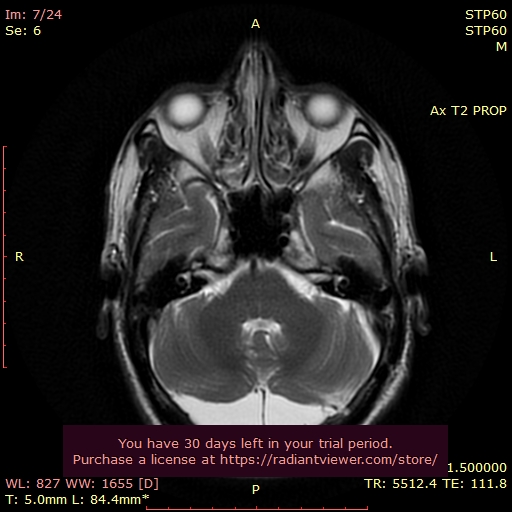 Im: 7/24
Se: 6
A
STP60
STP60
M
Ax T2 PROP
R
L
You have 30 days left in your trial period.
Purchase a license at https://radiantviewer.com/store/
1.500000
WL: 827 WW: 1655 [D]
TR: 5512.4 TE: 111.8
T: 5.0mm L: 84.4mm*
P